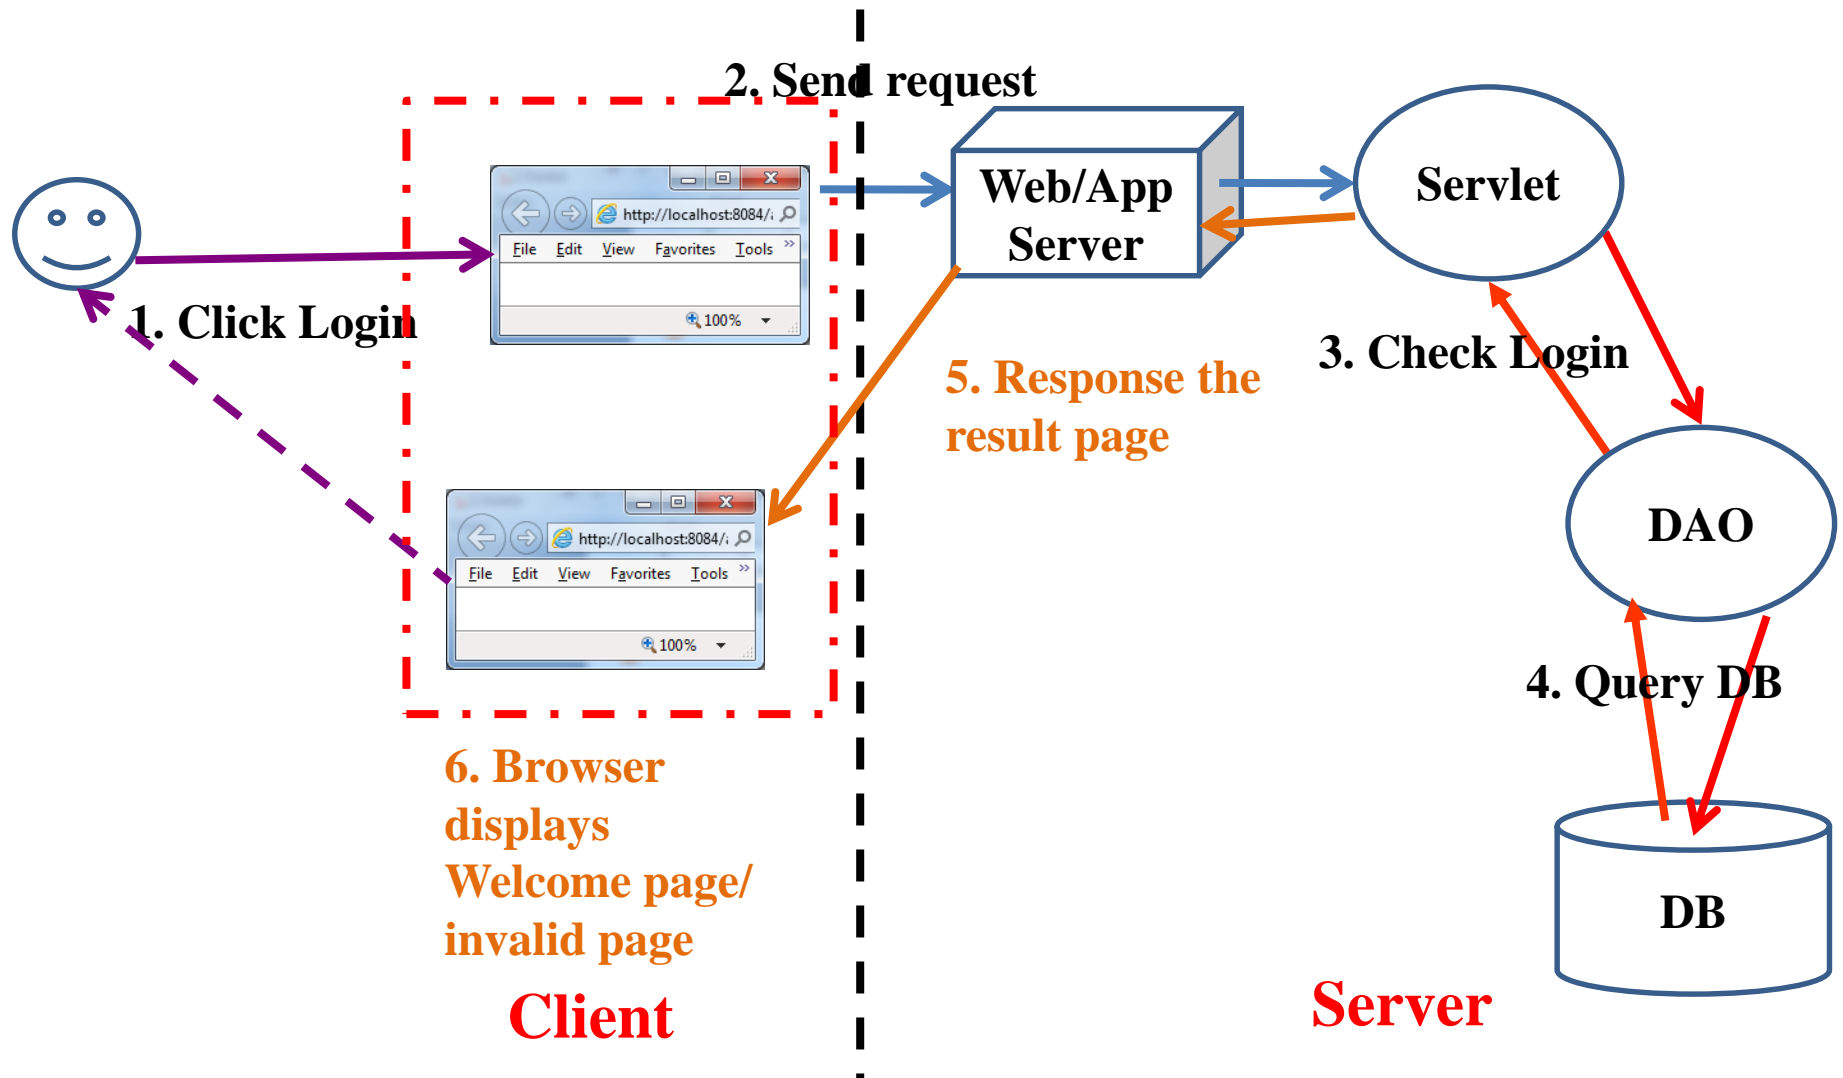 2. Send request
http://localhost:8084/
File Edit View Favorites Tools »
100%
1. Click Login
Web/App
Server
Servlet
3. Check Login
5. Response the
result page
DAO
http://localhost:8084/
File Edit View Favorites Tools »
100%
4. Query DB
6. Browser
displays
Welcome page/
invalid page
DB
Client
Server